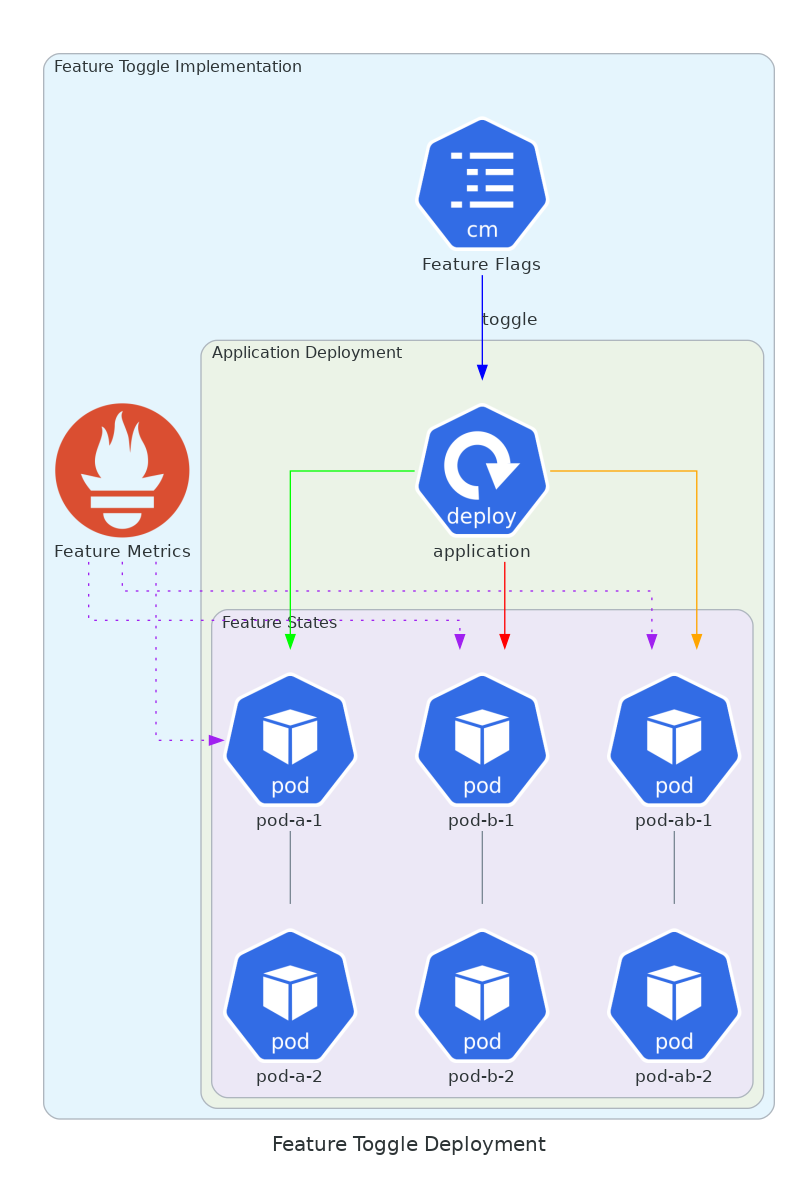 Feature Toggle Implementation
cm
Feature Flags
toggle
Application Deployment
deploy
Feature Metrics
application
Feature States
pod
pod
pod
pod-a-1
pod-b-1
pod-ab-1
pod
pod
pod
pod-a-2
pod-b-2
pod-ab-2
Feature Toggle Deployment